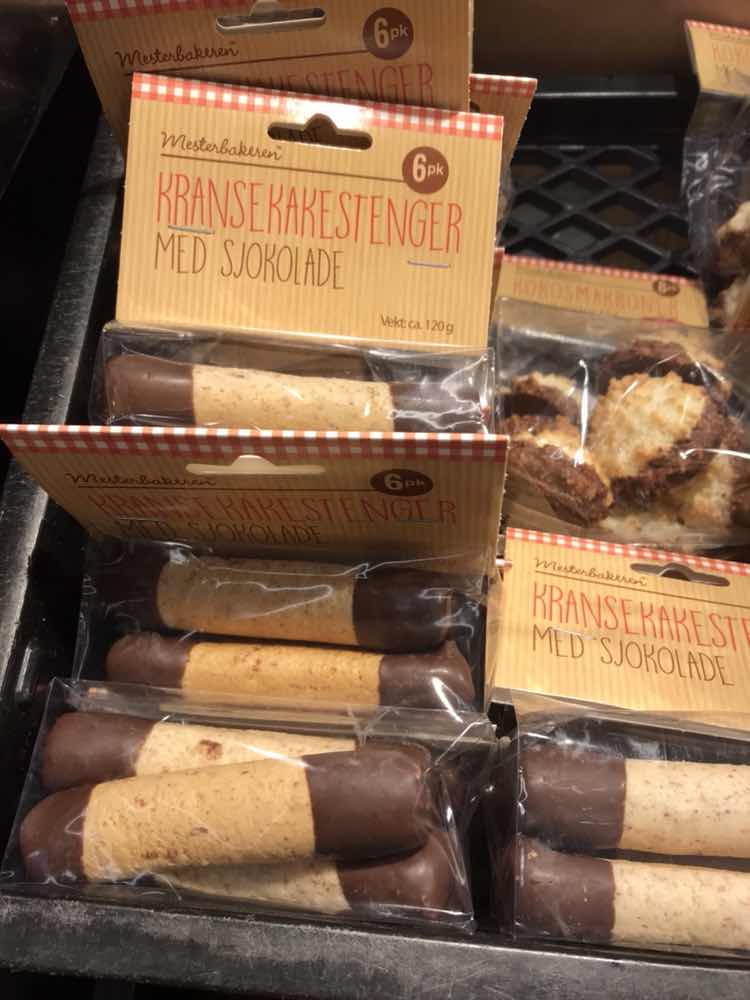 Mesterbakeren
6pk
Mesterbakeren
6pk
KRANSEKAKESTENGER
MED SJOKOLADE
Vekt: ca. 120 g
KOKOSMAKRONER
Mesterbakeren
6pk
KRANSEKAKESTENGER
MED SJOKOLADE
Mesterbakeren
KRANSEKAKESTE
MED SJOKOLADE